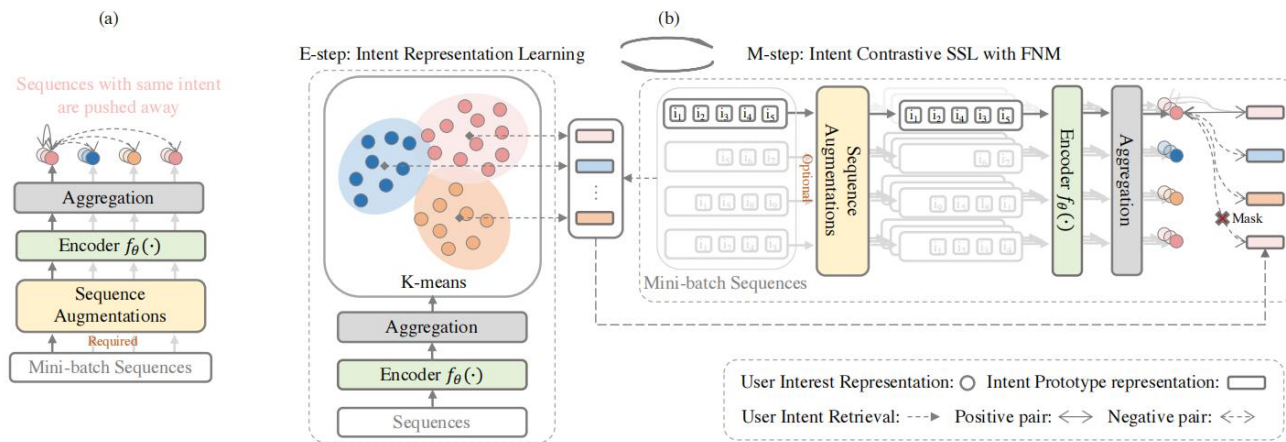 (a)
Sequences with same intent
are pushed away
Aggregation
Encoder f_θ(·)
Sequence
Augmentations
Required
Mini-batch Sequences
(b)
E-step: Intent Representation Learning
K-means
Aggregation
Encoder f_θ(·)
Sequences
M-step: Intent Contrastive SSL with FNM
i₁ i₂ i₃ i₄ i₅
Mini-batch Sequences
Optional
Sequence
Augmentations
i₁ i₂ i₃ i₄ i₅
Encoder f_θ(·)
Aggregation
Mask
User Interest Representation:
Intent Prototype representation:
User Intent Retrieval:
Positive pair:
Negative pair: